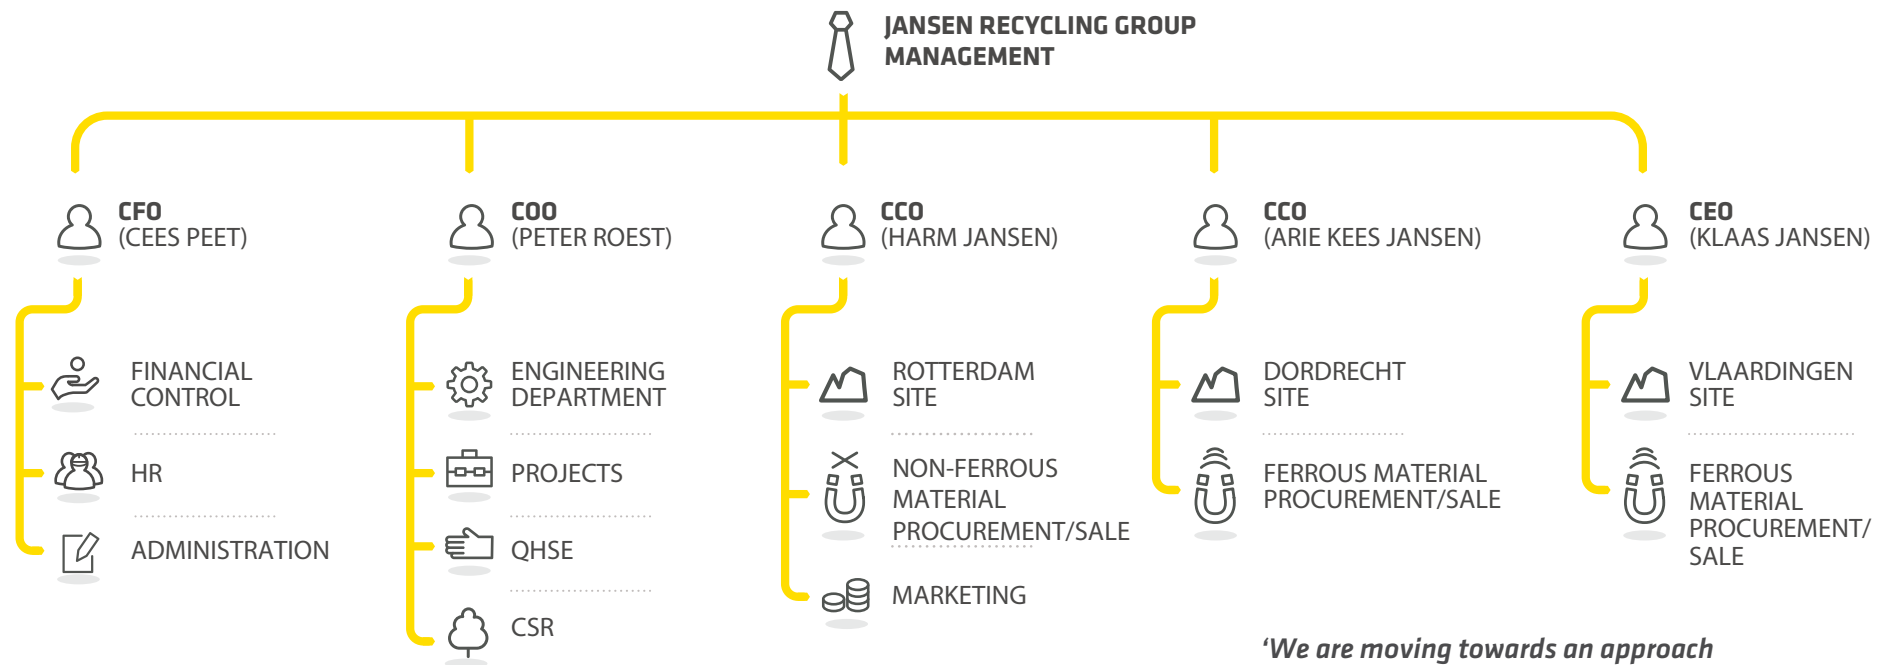 JANSEN RECYCLING GROUP
MANAGEMENT
CFO
(CEES PEET)
FINANCIAL
CONTROL
HR
ADMINISTRATION
COO
(PETER ROEST)
ENGINEERING
DEPARTMENT
PROJECTS
QHSE
CSR
CCO
(HARM JANSEN)
ROTTERDAM
SITE
NON-FERROUS
MATERIAL
PROCUREMENT/SALE
MARKETING
CCO
(ARIE KEES JANSEN)
DORDRECHT
SITE
FERROUS MATERIAL
PROCUREMENT/SALE
CEO
(KLAAS JANSEN)
VLAARDINGEN
SITE
FERROUS
MATERIAL
PROCUREMENT/
SALE
‘We are moving towards an approach